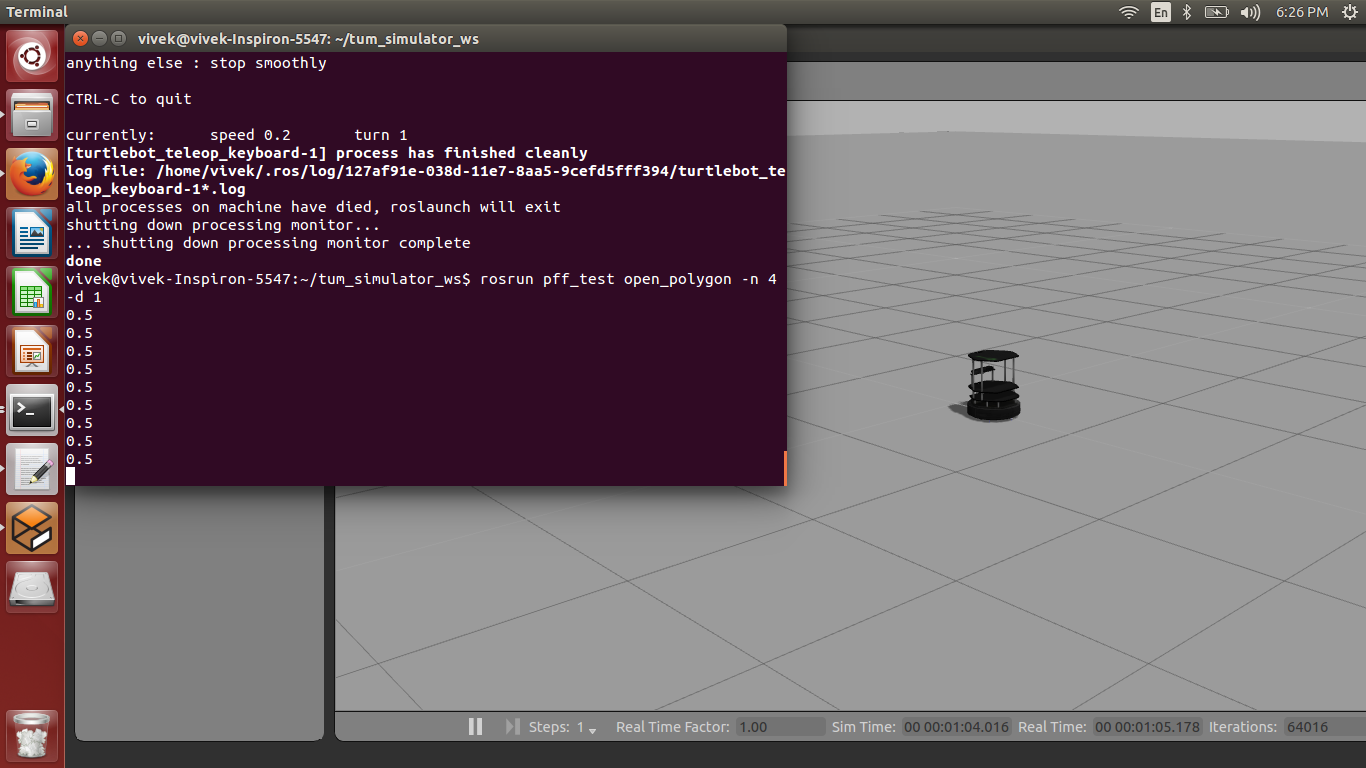 Terminal
En
6:26 PM
vivek@vivek-Inspiron-5547: ~/tum_simulator_ws
anything else : stop smoothly
CTRL-C to quit
currently:      speed 0.2       turn 1
[turtlebot_teleop_keyboard-1] process has finished cleanly
log file: /home/vivek/.ros/log/127af91e-038d-11e7-8aa5-9cefd5fff394/turtlebot_te
leop_keyboard-1*.log
all processes on machine have died, roslaunch will exit
shutting down processing monitor...
... shutting down processing monitor complete
done
vivek@vivek-Inspiron-5547:~/tum_simulator_ws$ rosrun pff_test open_polygon -n 4
-d 1
0.5
0.5
0.5
0.5
0.5
0.5
0.5
0.5
0.5
Steps: 1 Real Time Factor: 1.00 Sim Time: 00 00:01:04.016 Real Time: 00 00:01:05.178 Iterations: 64016